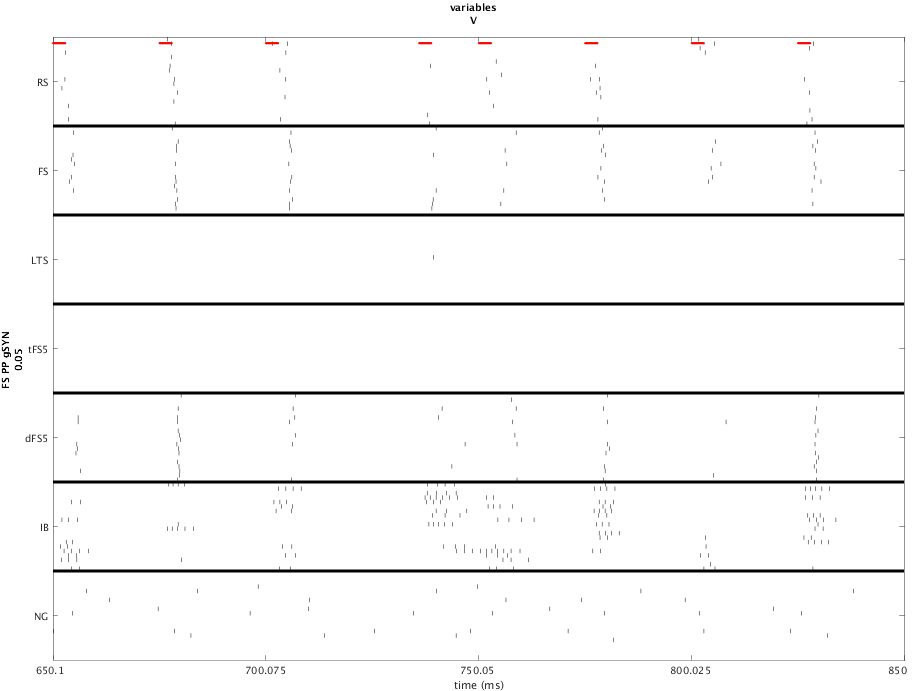 variables
V
RS
FS
LTS
FS PP gSYN
0.05
tFS5
dFS5
IB
NG
650.1
700.075
750.05
800.025
850
time (ms)